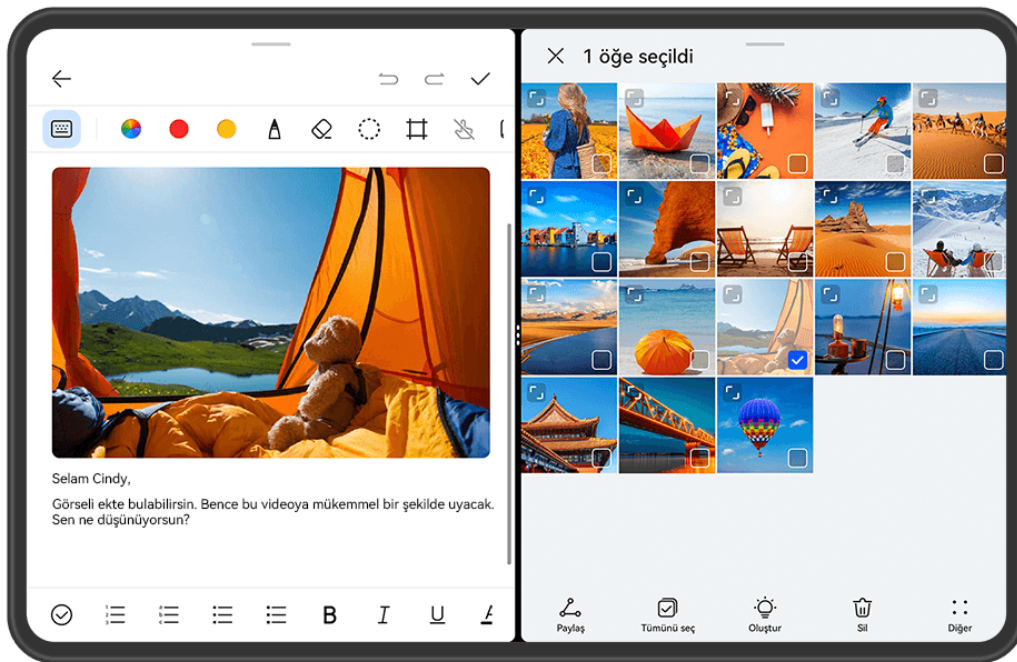 1 öğe seçildi
Selam Cindy,
Görseli ekte bulabilirsin. Bence bu videoya mükemmel bir şekilde uyacak.
Sen ne düşünüyorsun?
B I U A
Paylaş Tümünü seç Oluştur Sil Diğer